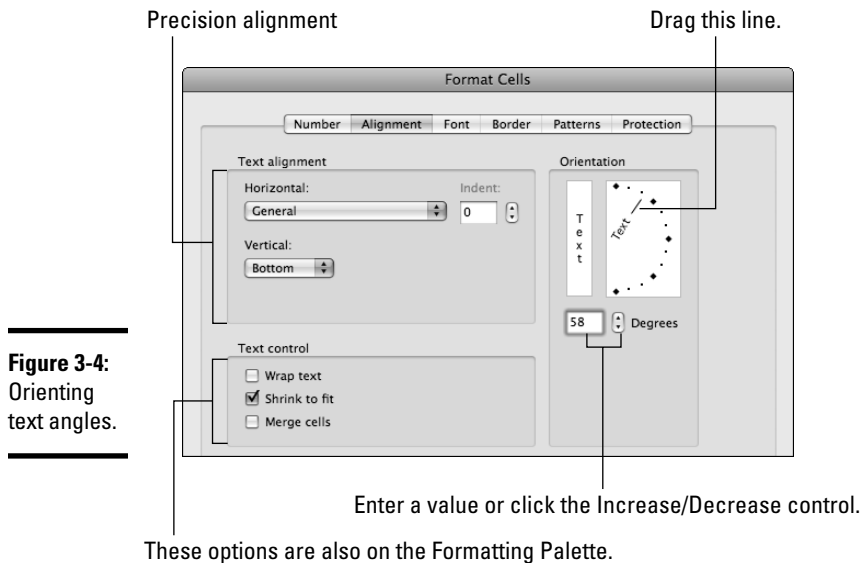 Precision alignment
Drag this line.
Format Cells
Number Alignment Font Border Patterns Protection
Text alignment
Orientation
Horizontal:
Indent:
General
0
Vertical:
Bottom
Text
Text
58
Degrees
Text control
Wrap text
Shrink to fit
Merge cells
Figure 3-4:
Orienting
text angles.
Enter a value or click the Increase/Decrease control.
These options are also on the Formatting Palette.